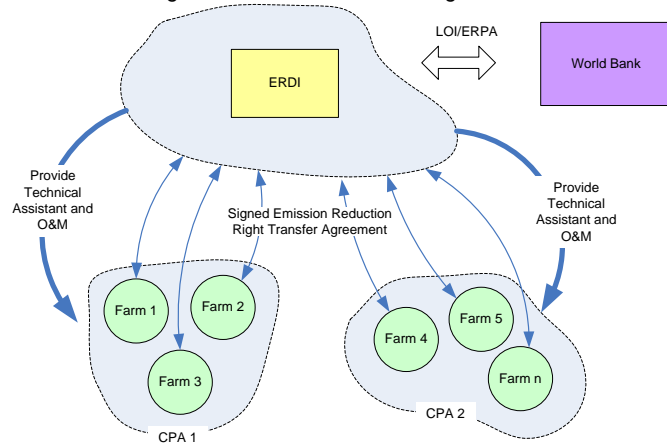 LOI/ERPA
World Bank
ERDI
Provide
Technical
Assistant and
O&M
Signed Emission Reduction
Right Transfer Agreement
Provide
Technical
Assistant and
O&M
Farm 1
Farm 2
Farm 3
Farm 4
Farm 5
Farm n
CPA 1
CPA 2